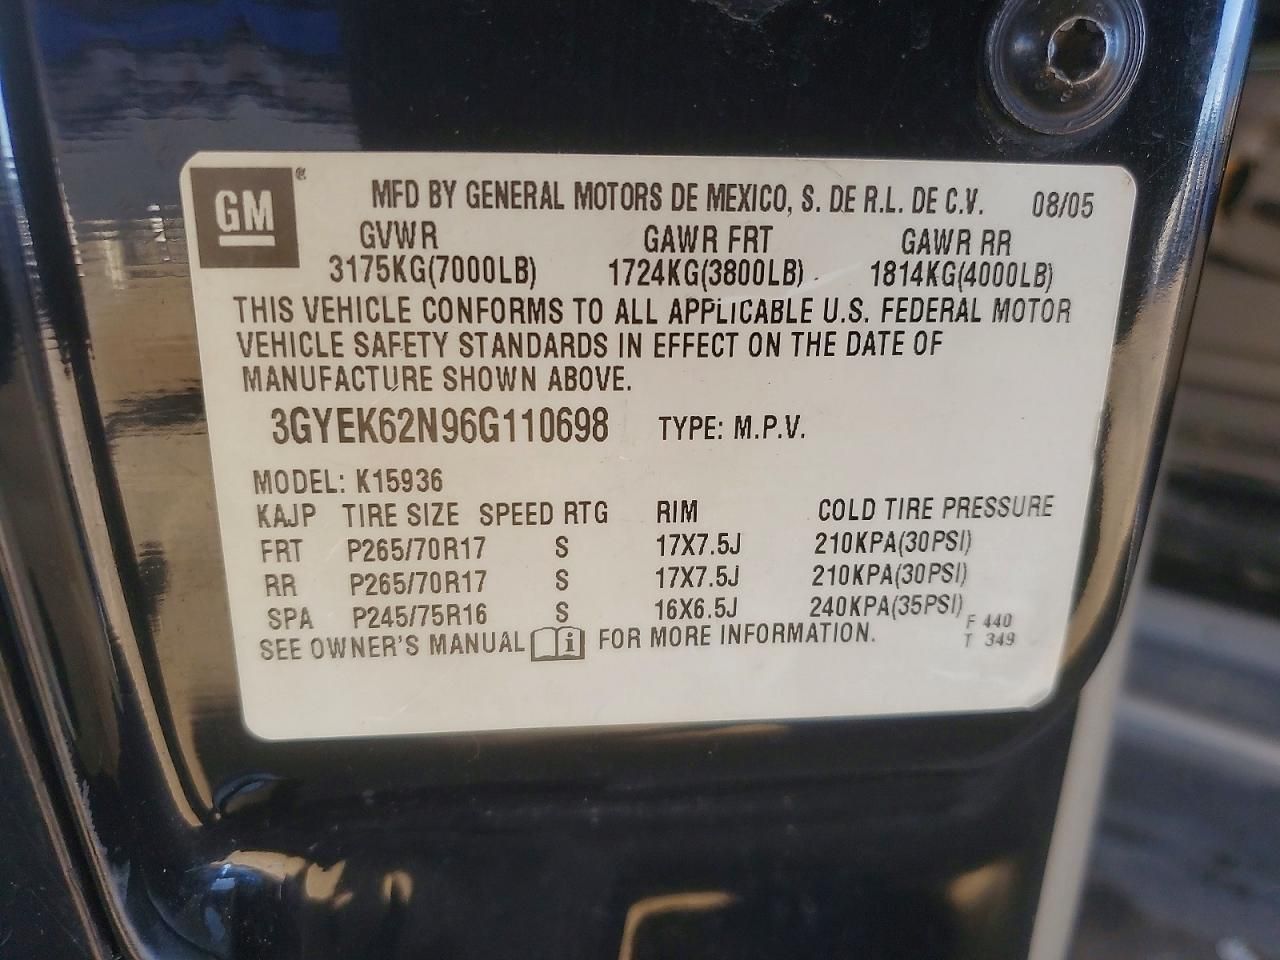 GM ® MFD BY GENERAL MOTORS DE MEXICO, S. DE R.L. DE C.V. 08/05
GVWR GAWR FRT GAWR RR
3175KG(7000LB) 1724KG(3800LB) 1814KG(4000LB)
THIS VEHICLE CONFORMS TO ALL APPLICABLE U.S. FEDERAL MOTOR
VEHICLE SAFETY STANDARDS IN EFFECT ON THE DATE OF
MANUFACTURE SHOWN ABOVE.
3GYEK62N96G110698 TYPE: M.P.V.
MODEL: K15936
KAJP TIRE SIZE SPEED RTG RIM COLD TIRE PRESSURE
FRT P265/70R17 S 17X7.5J 210KPA(30PSI)
RR P265/70R17 S 17X7.5J 210KPA(30PSI)
SPA P245/75R16 S 16X6.5J 240KPA(35PSI)
SEE OWNER'S MANUAL i FOR MORE INFORMATION.
F 440
T 349